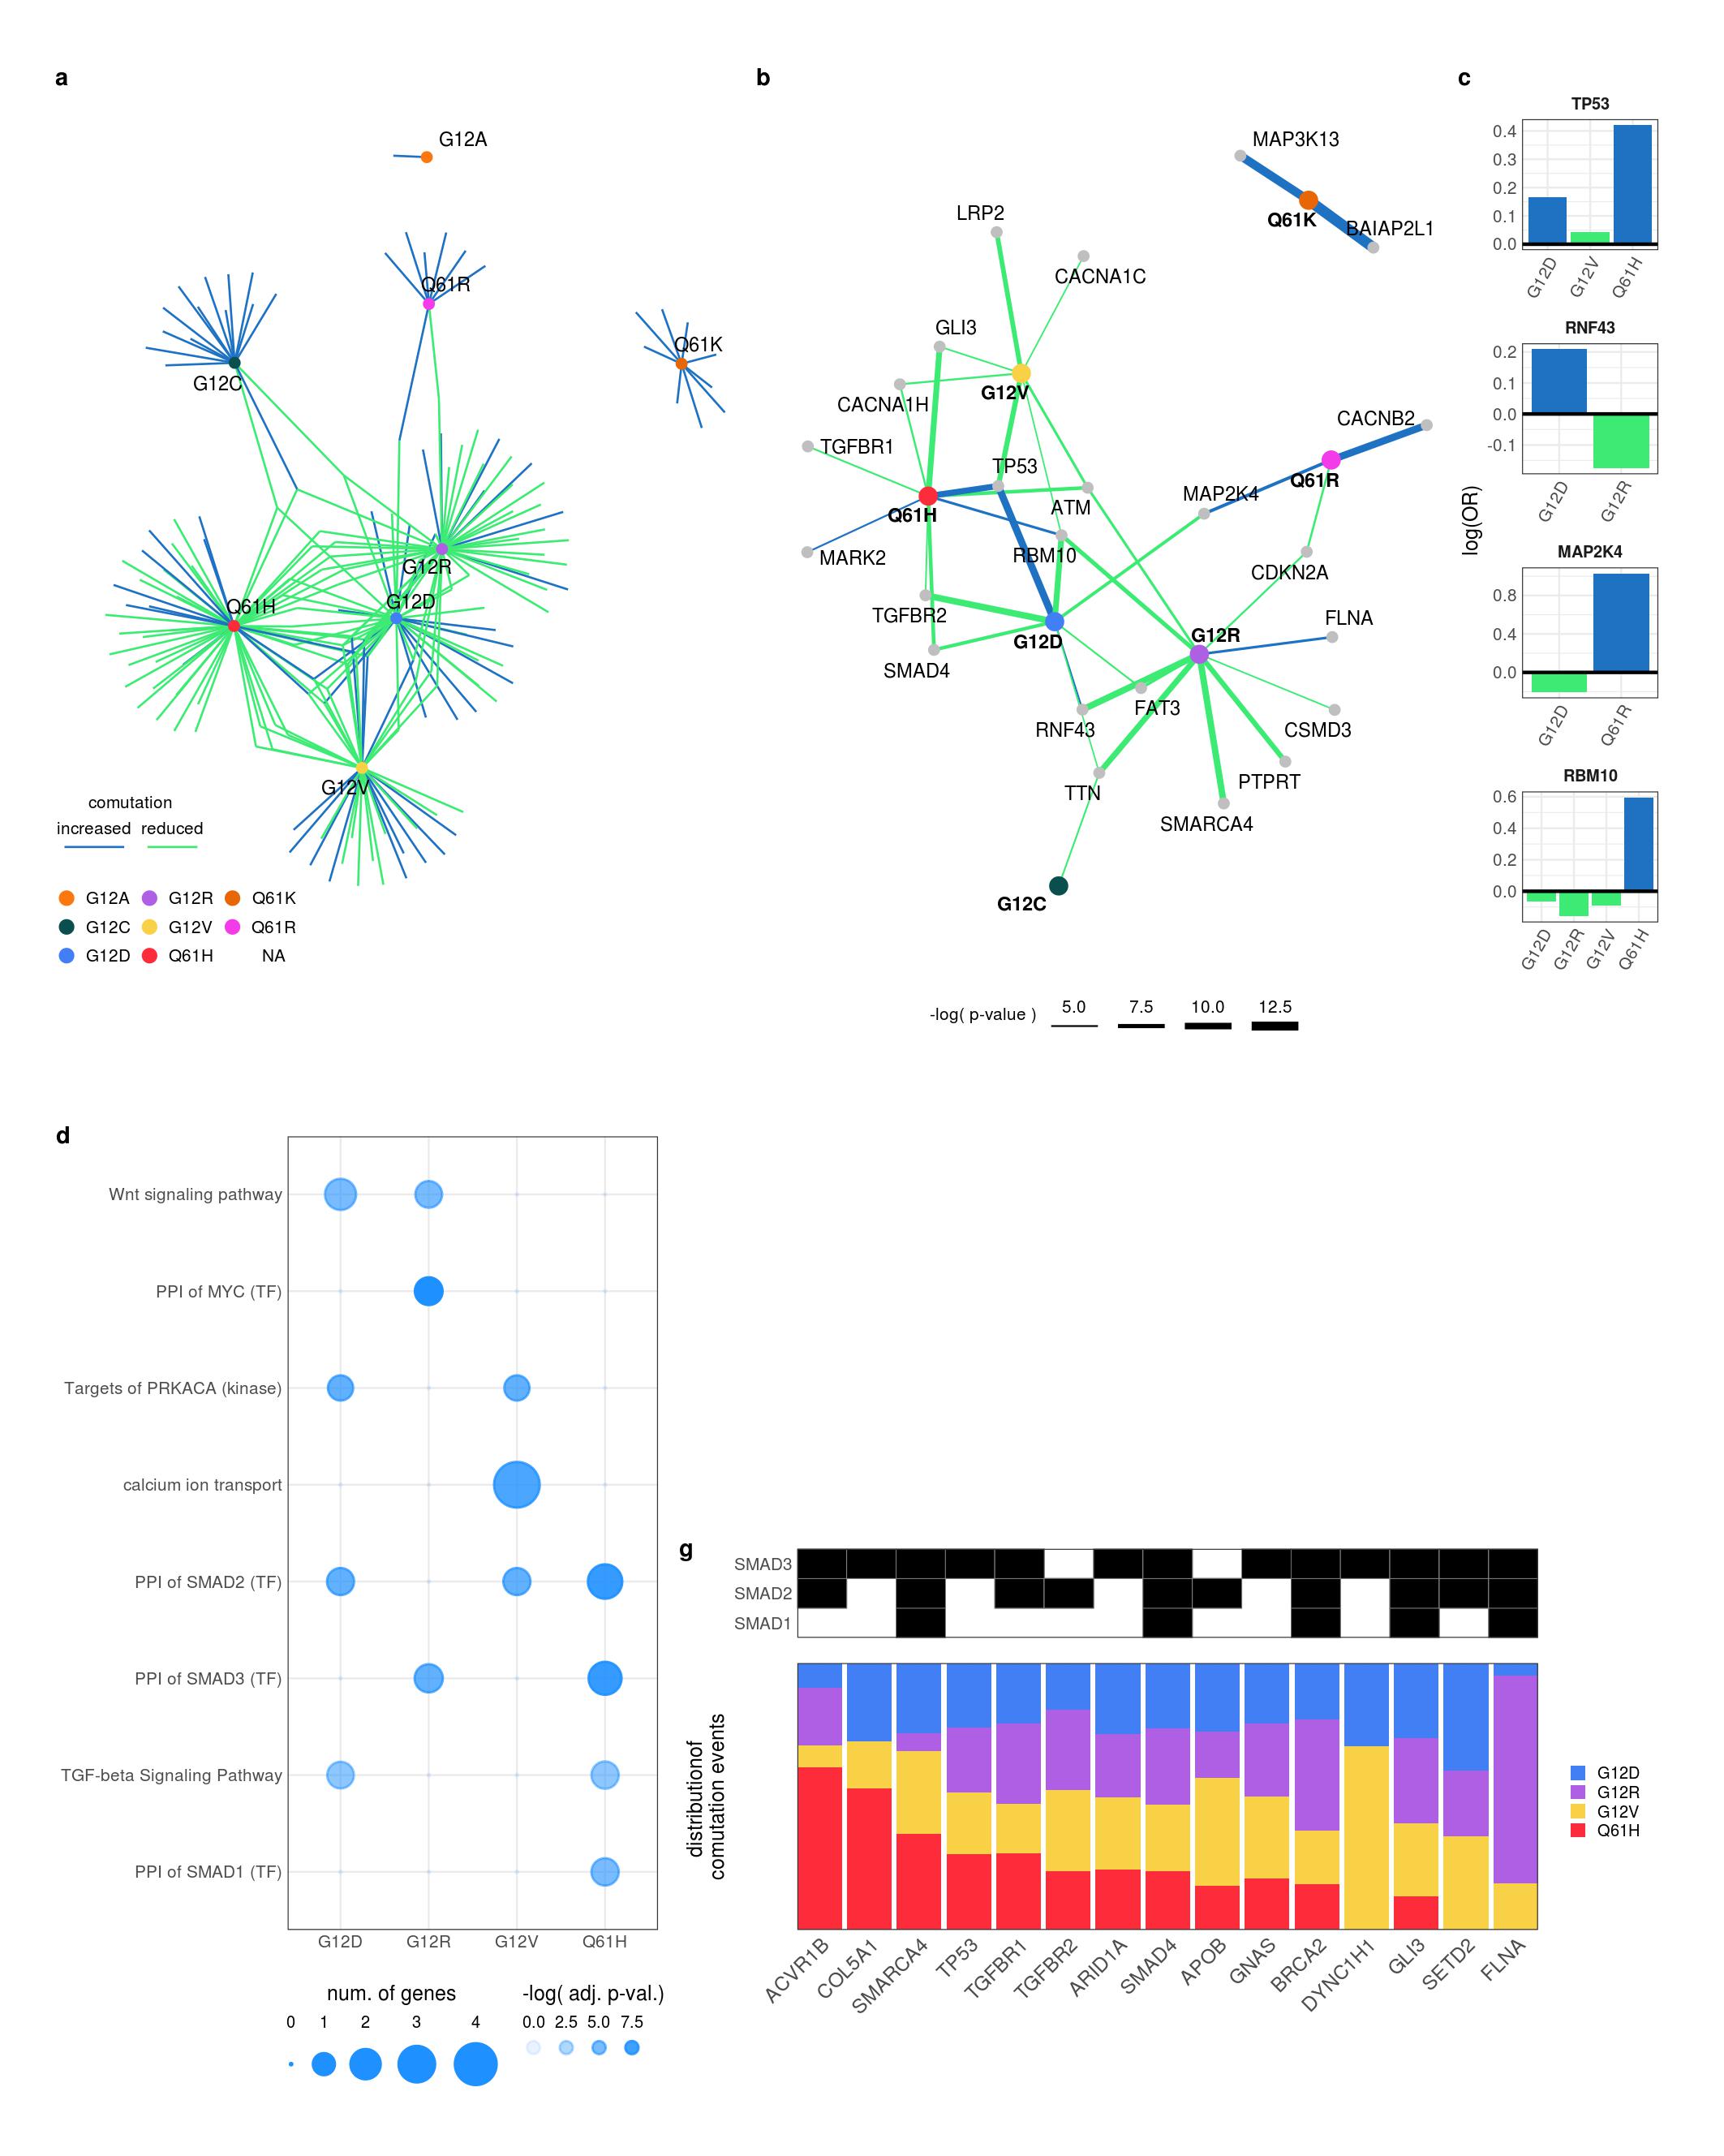 a
G12A
Q61R
G12C
Q61K
G12R
G12D
Q61H
G12V
comutation
increased reduced
G12A G12R Q61K
G12C G12V Q61R
G12D Q61H NA
b
MAP3K13
Q61K
BAIAP2L1
LRP2
CACNA1C
GLI3
G12V
CACNA1H
CACNB2
TGFBR1
TP53
Q61R
MAP2K4
ATM
Q61H
RBM10
MARK2
CDKN2A
TGFBR2
FLNA
G12D
G12R
SMAD4
FAT3
RNF43
CSMD3
PTPRT
TTN
SMARCA4
G12C
-log( p-value ) 5.0 7.5 10.0 12.5
c
log(OR)
TP53
0.4
0.3
0.2
0.1
0.0
G12D G12V Q61H
RNF43
0.2
0.1
0.0
-0.1
G12D G12R
MAP2K4
0.8
0.4
0.0
G12D Q61R
RBM10
0.6
0.4
0.2
0.0
G12D G12R G12V Q61H
d
Wnt signaling pathway
PPI of MYC (TF)
Targets of PRKACA (kinase)
calcium ion transport
PPI of SMAD2 (TF)
PPI of SMAD3 (TF)
TGF-beta Signaling Pathway
PPI of SMAD1 (TF)
G12D G12R G12V Q61H
num. of genes
0 1 2 3 4
-log( adj. p-val.)
0.0 2.5 5.0 7.5
g
SMAD3
SMAD2
SMAD1
distributionof
comutation events
G12D
G12R
G12V
Q61H
ACVR1B COL5A1 SMARCA4 TP53 TGFBR1 TGFBR2 ARID1A SMAD4 APOB GNAS BRCA2 DYNC1H1 GLI3 SETD2 FLNA